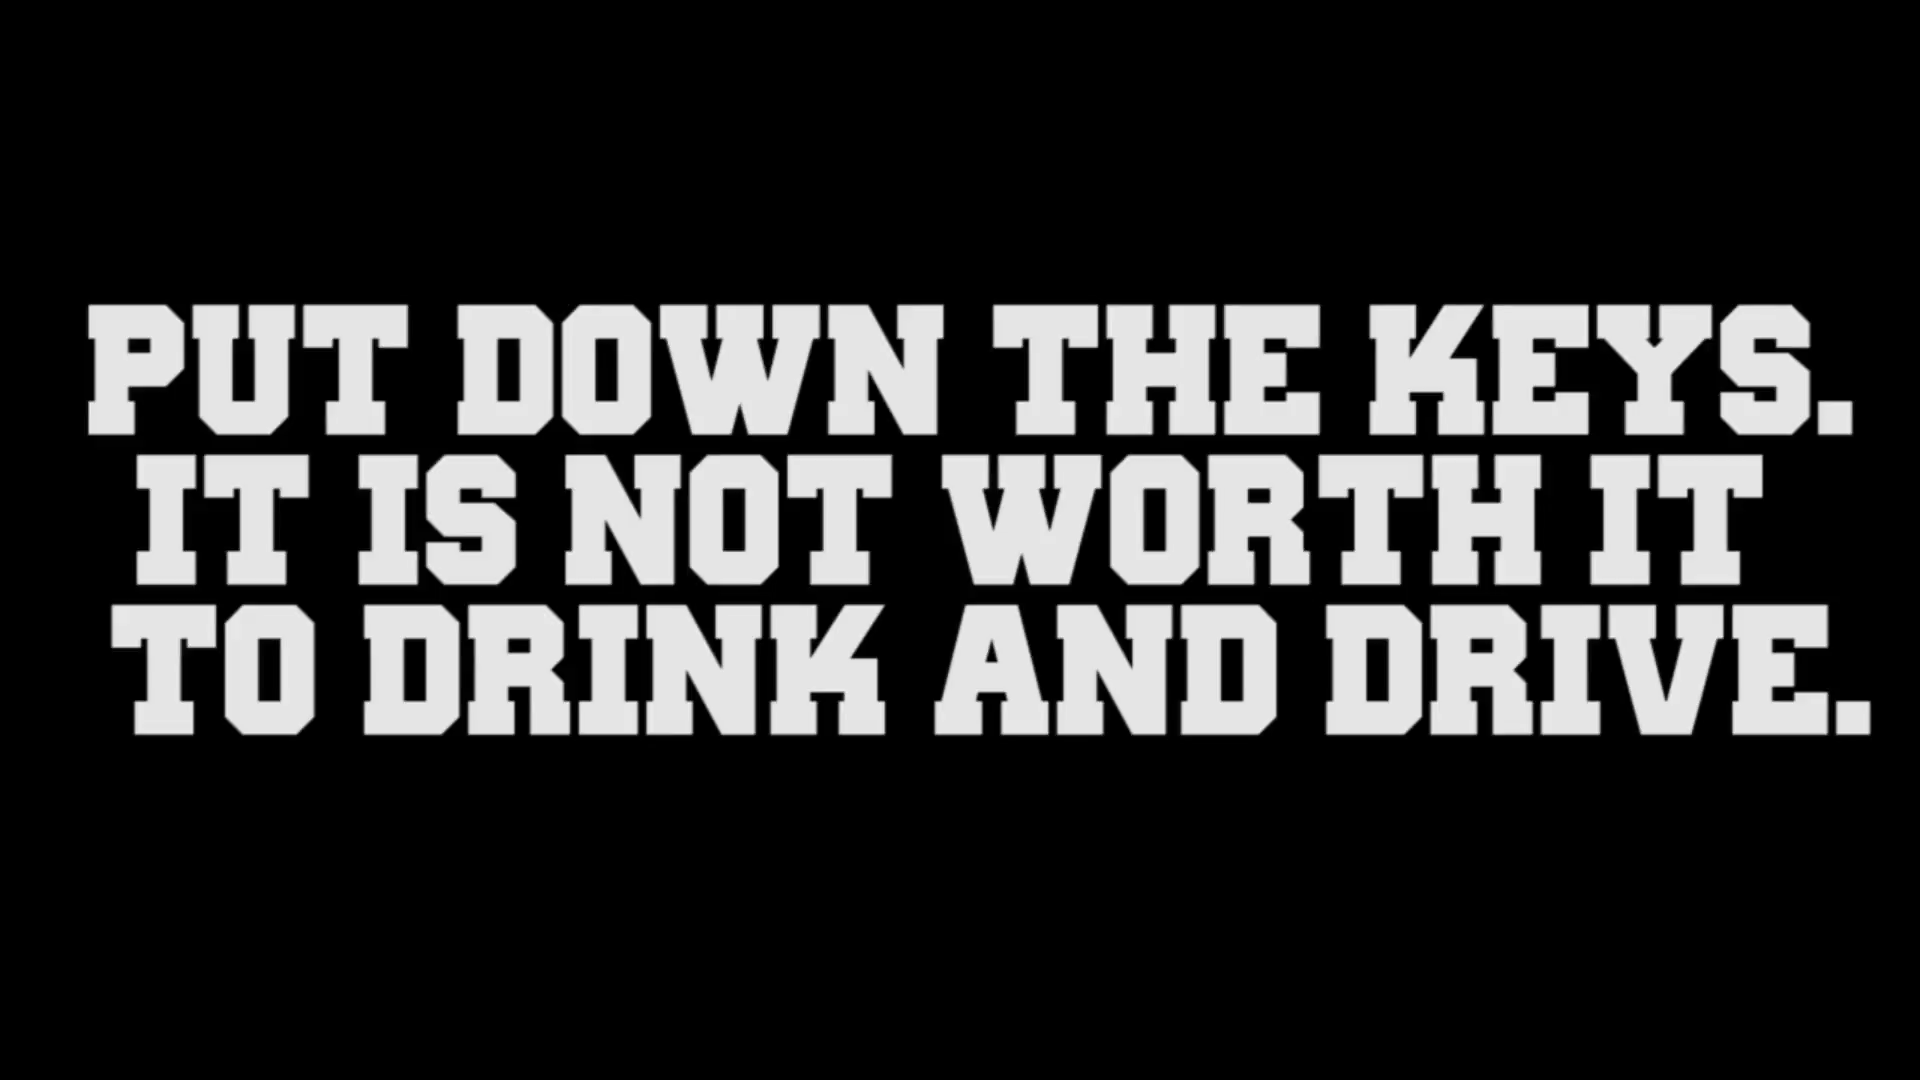 PUT DOWN THE KEYS.
IT IS NOT WORTH IT
TO DRINK AND DRIVE.